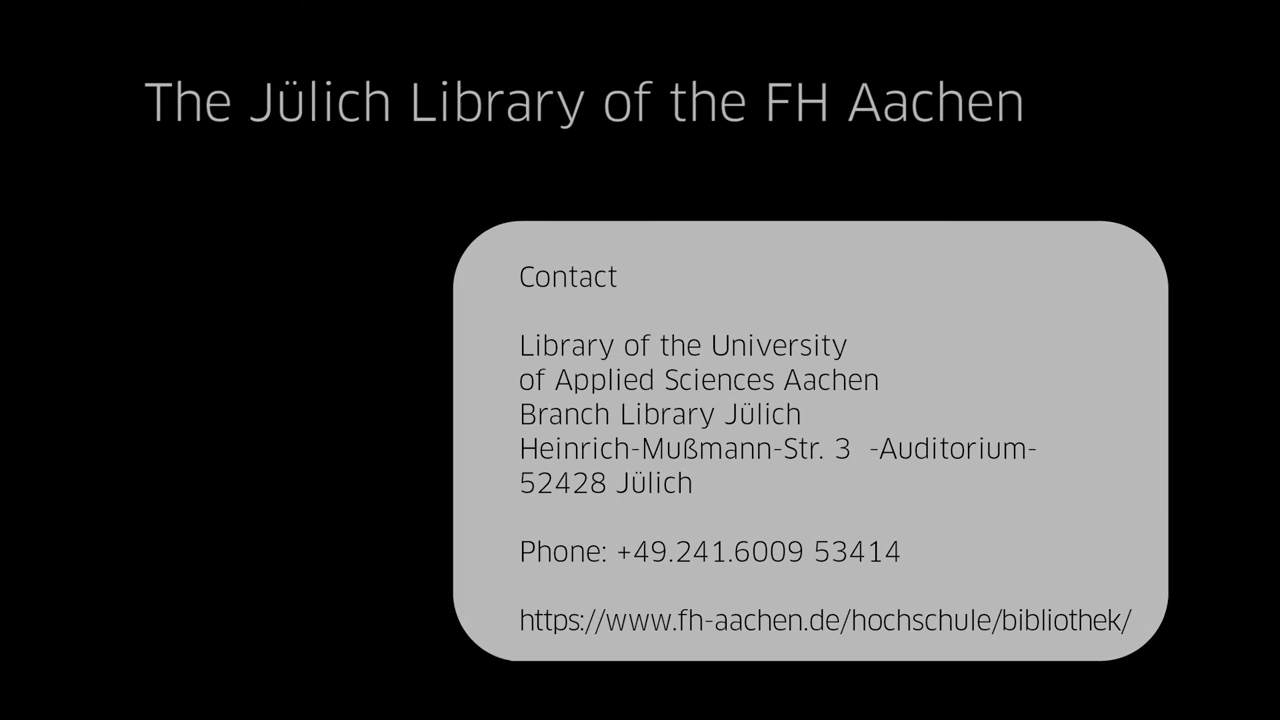 The Jülich Library of the FH Aachen
Contact
Library of the University
of Applied Sciences Aachen
Branch Library Jülich
Heinrich-Mußmann-Str. 3  -Auditorium-
52428 Jülich
Phone: +49.241.6009 53414
https://www.fh-aachen.de/hochschule/bibliothek/